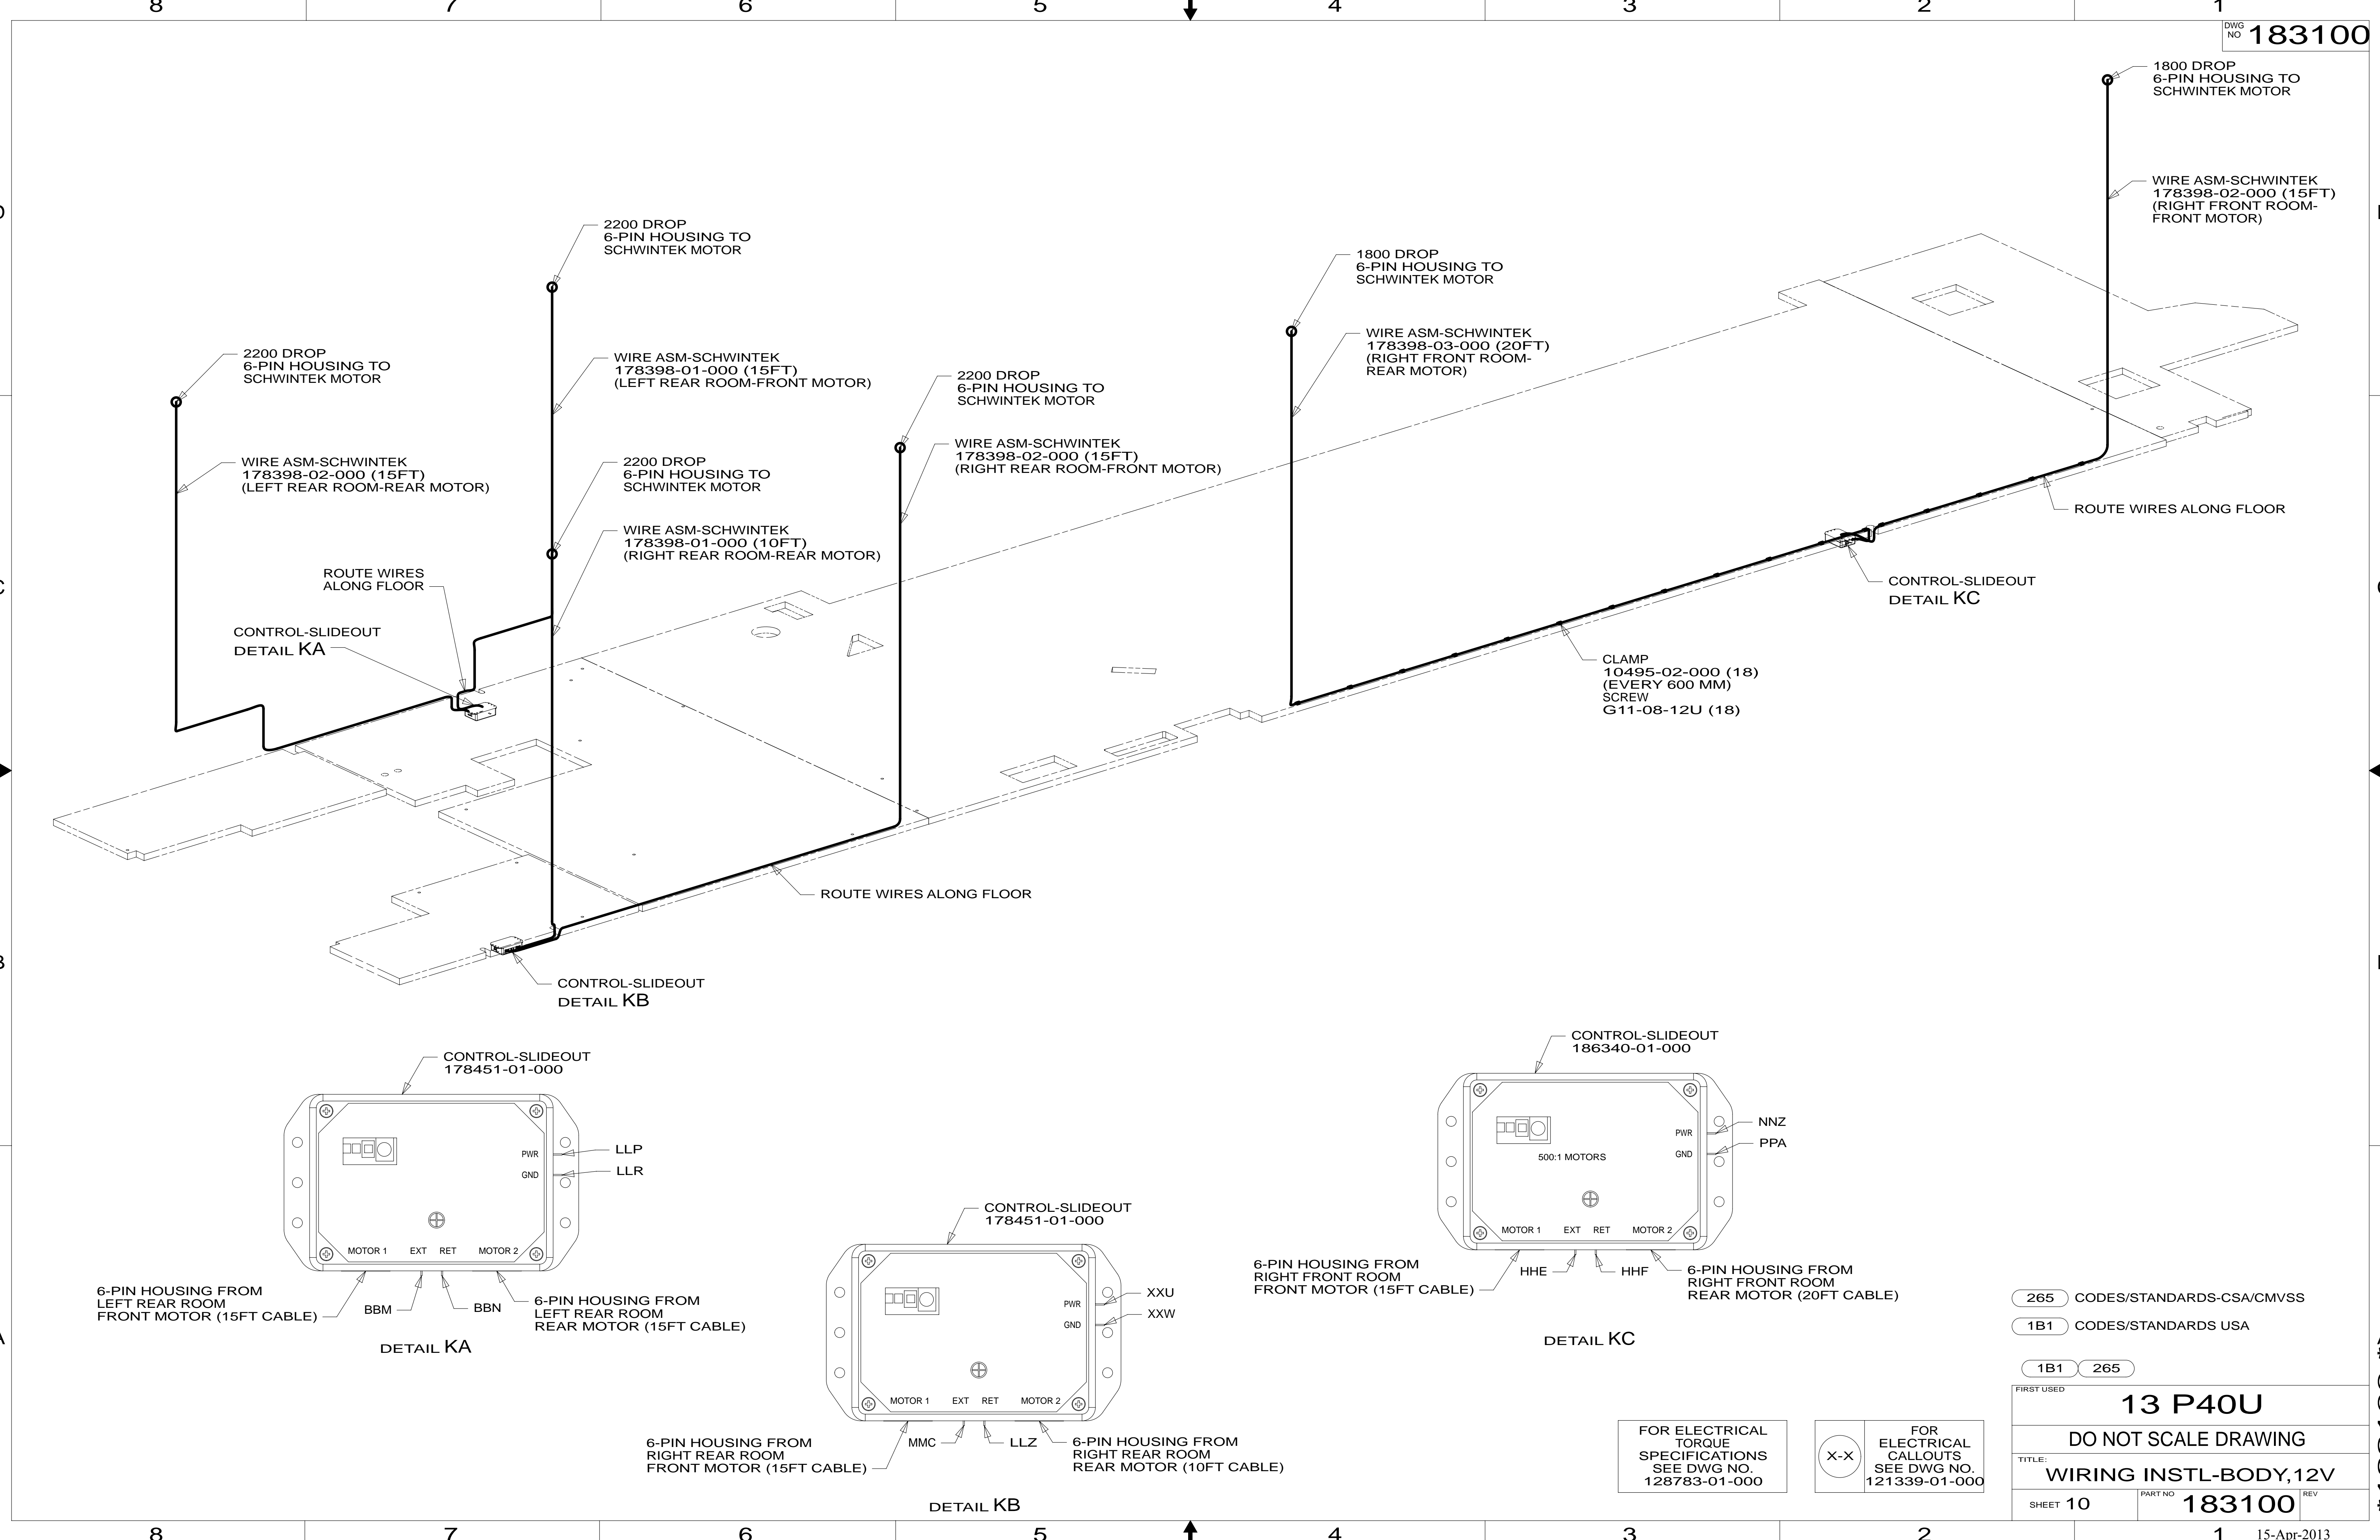 8 7 6 5 4 3 2 1
DWG NO 183100
1800 DROP
6-PIN HOUSING TO
SCHWINTEK MOTOR
WIRE ASM-SCHWINTEK
178398-02-000 (15FT)
(RIGHT FRONT ROOM-
FRONT MOTOR)
2200 DROP
6-PIN HOUSING TO
SCHWINTEK MOTOR
1800 DROP
6-PIN HOUSING TO
SCHWINTEK MOTOR
WIRE ASM-SCHWINTEK
178398-03-000 (20FT)
(RIGHT FRONT ROOM-
REAR MOTOR)
2200 DROP
6-PIN HOUSING TO
SCHWINTEK MOTOR
WIRE ASM-SCHWINTEK
178398-01-000 (15FT)
(LEFT REAR ROOM-FRONT MOTOR)
2200 DROP
6-PIN HOUSING TO
SCHWINTEK MOTOR
WIRE ASM-SCHWINTEK
178398-02-000 (15FT)
(LEFT REAR ROOM-REAR MOTOR)
2200 DROP
6-PIN HOUSING TO
SCHWINTEK MOTOR
WIRE ASM-SCHWINTEK
178398-02-000 (15FT)
(RIGHT REAR ROOM-FRONT MOTOR)
WIRE ASM-SCHWINTEK
178398-01-000 (10FT)
(RIGHT REAR ROOM-REAR MOTOR)
ROUTE WIRES ALONG FLOOR
ROUTE WIRES
ALONG FLOOR
CONTROL-SLIDEOUT
DETAIL KC
CONTROL-SLIDEOUT
DETAIL KA
CLAMP
10495-02-000 (18)
(EVERY 600 MM)
SCREW
G11-08-12U (18)
ROUTE WIRES ALONG FLOOR
CONTROL-SLIDEOUT
DETAIL KB
CONTROL-SLIDEOUT
178451-01-000
PWR
GND
LLP
LLR
MOTOR 1 EXT RET MOTOR 2
6-PIN HOUSING FROM
LEFT REAR ROOM
FRONT MOTOR (15FT CABLE)
BBM
BBN
6-PIN HOUSING FROM
LEFT REAR ROOM
REAR MOTOR (15FT CABLE)
DETAIL KA
CONTROL-SLIDEOUT
178451-01-000
PWR
GND
XXU
XXW
MOTOR 1 EXT RET MOTOR 2
6-PIN HOUSING FROM
RIGHT REAR ROOM
FRONT MOTOR (15FT CABLE)
MMC
LLZ
6-PIN HOUSING FROM
RIGHT REAR ROOM
REAR MOTOR (10FT CABLE)
DETAIL KB
CONTROL-SLIDEOUT
186340-01-000
PWR
GND
NNZ
PPA
500:1 MOTORS
MOTOR 1 EXT RET MOTOR 2
6-PIN HOUSING FROM
RIGHT FRONT ROOM
FRONT MOTOR (15FT CABLE)
HHE
HHF
6-PIN HOUSING FROM
RIGHT FRONT ROOM
REAR MOTOR (20FT CABLE)
DETAIL KC
265 CODES/STANDARDS-CSA/CMVSS
1B1 CODES/STANDARDS USA
1B1 265
FIRST USED
13 P40U
DO NOT SCALE DRAWING
TITLE:
WIRING INSTL-BODY,12V
SHEET 10 PART NO 183100 REV
FOR ELECTRICAL
TORQUE
SPECIFICATIONS
SEE DWG NO.
128783-01-000
X-X
FOR
ELECTRICAL
CALLOUTS
SEE DWG NO.
121339-01-000
8 7 6 5 4 3 2 1
15-Apr-2013